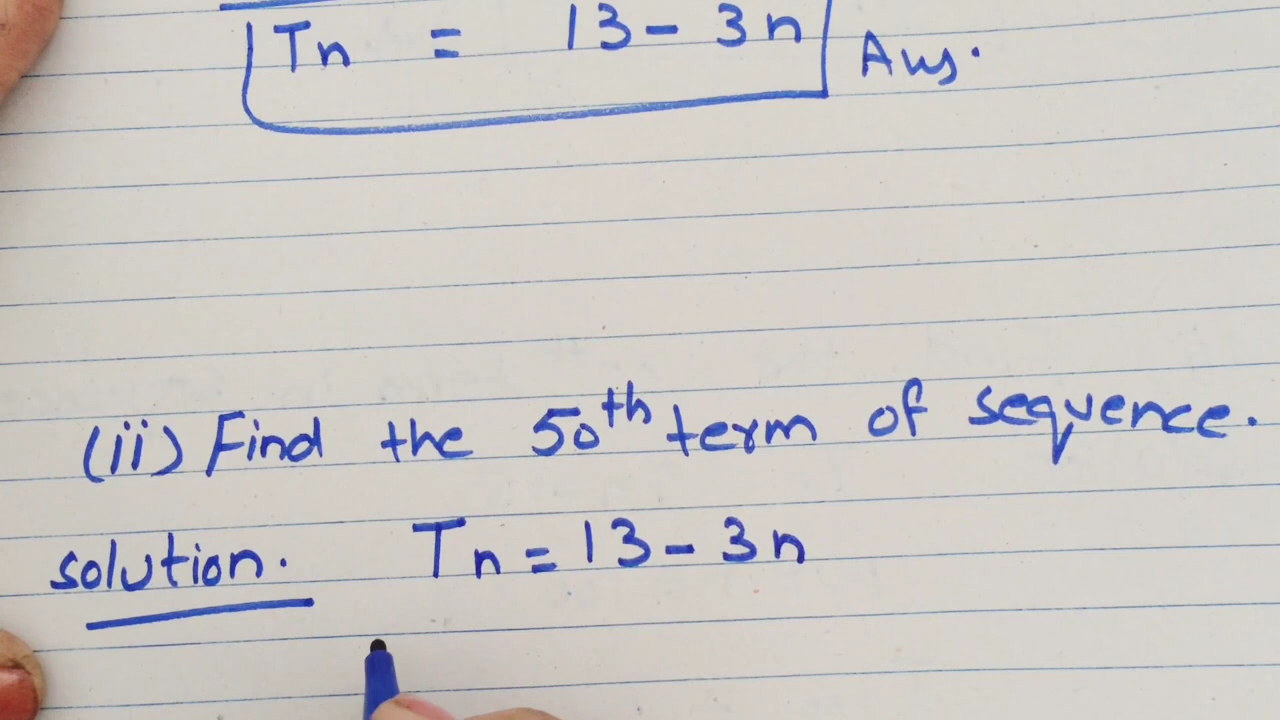 Tn = 13 - 3n Ans.
(ii) Find the 50th term of sequence.
solution. Tn = 13 - 3n